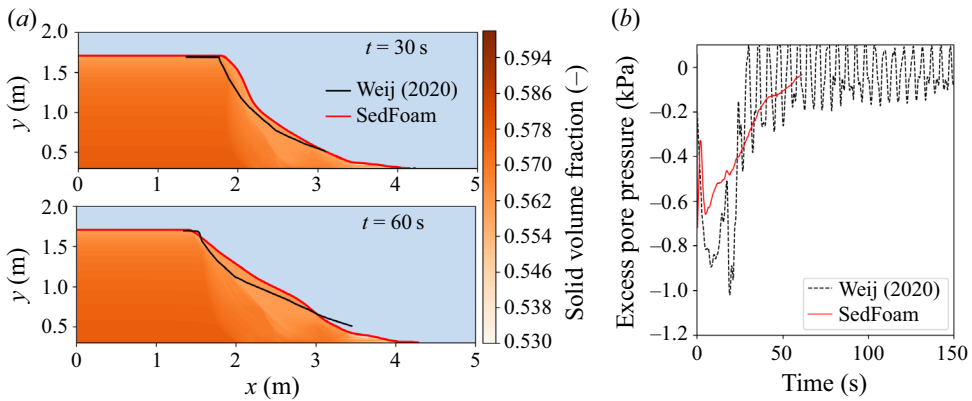 (a)
2.0
1.5
1.0
0.5
y (m)
t = 30 s
Weij (2020)
SedFoam
0 1 2 3 4 5
2.0
1.5
1.0
0.5
y (m)
t = 60 s
0 1 2 3 4 5
x (m)
0.594
0.586
0.578
0.570
0.562
0.554
0.546
0.538
0.530
Solid volume fraction (–)
(b)
0
−0.2
−0.4
−0.6
−0.8
−1.0
−1.2
Excess pore pressure (kPa)
Weij (2020)
SedFoam
0 50 100 150
Time (s)